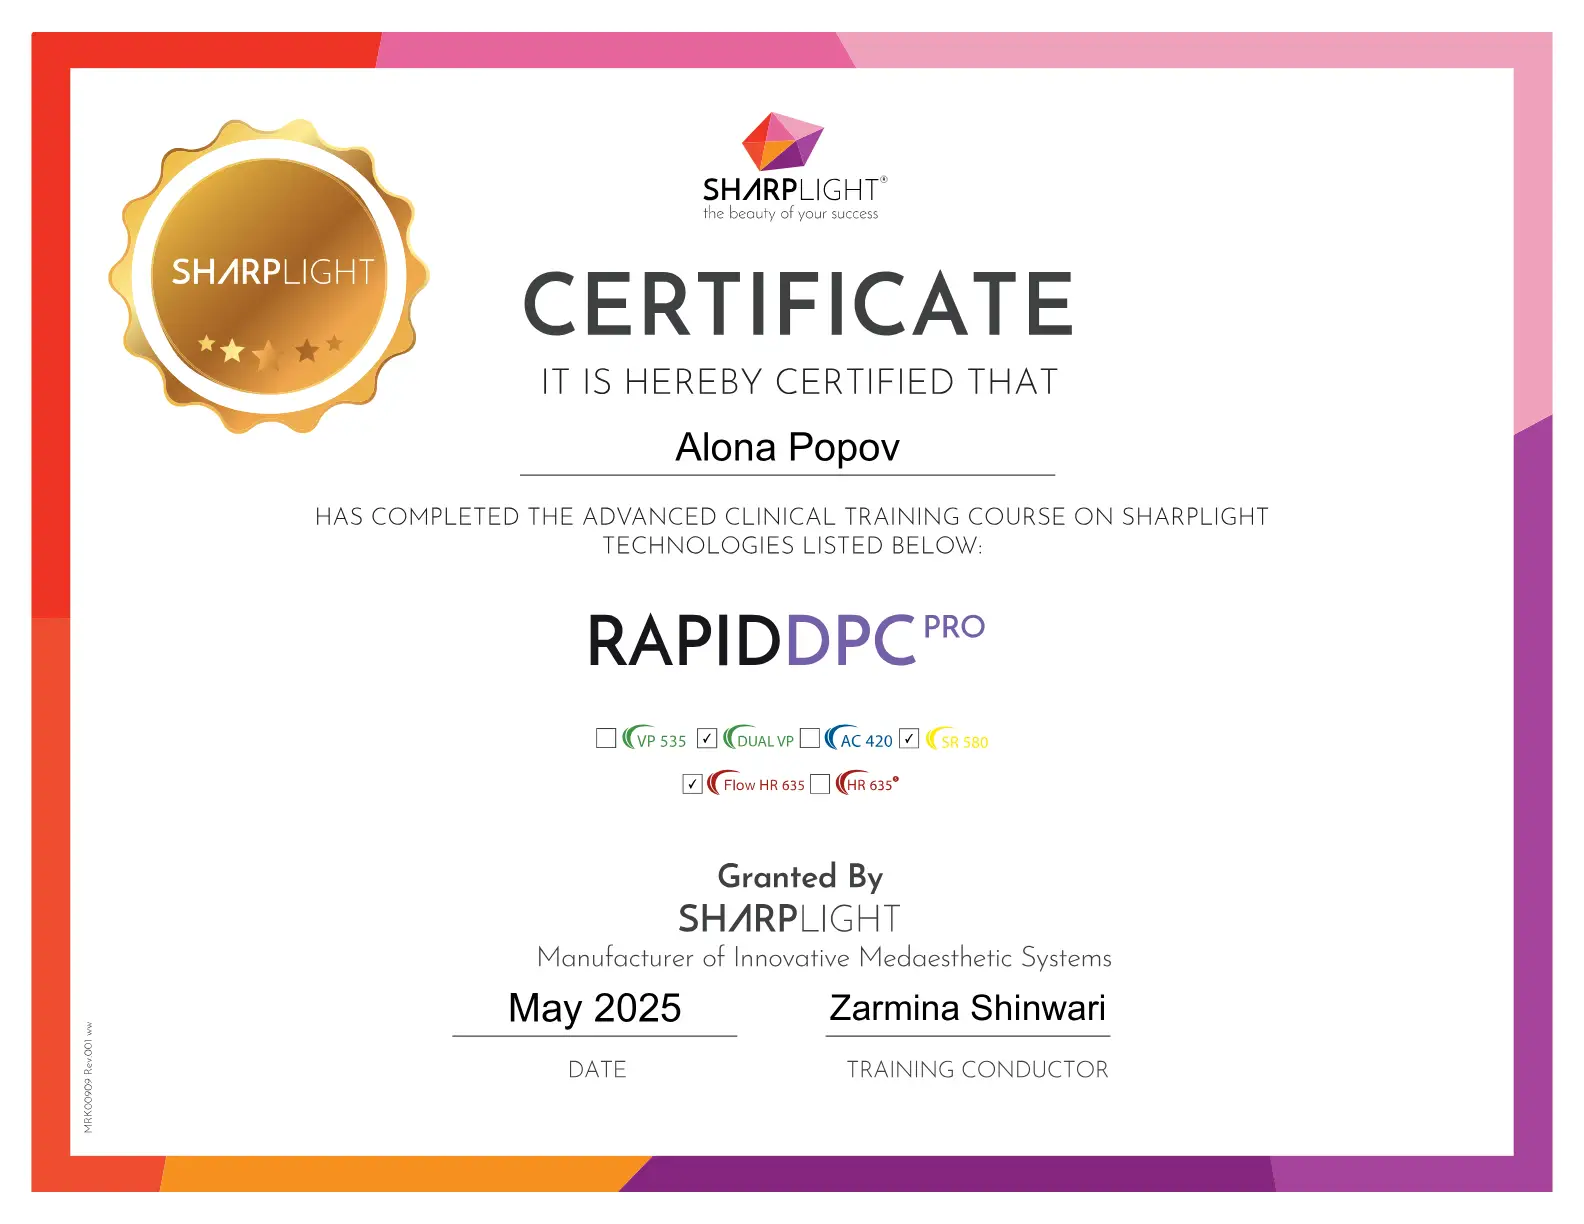 SHARPLIGHT®
the beauty of your success
SHARPLIGHT
CERTIFICATE
IT IS HEREBY CERTIFIED THAT
Alona Popov
HAS COMPLETED THE ADVANCED CLINICAL TRAINING COURSE ON SHARPLIGHT
TECHNOLOGIES LISTED BELOW:
RAPIDDPC PRO
VP 535 ✓ DUAL VP AC 420 ✓ SR 580
✓ Flow HR 635 HR 635
Granted By
SHARPLIGHT
Manufacturer of Innovative Medaesthetic Systems
May 2025 Zarmina Shinwari
DATE TRAINING CONDUCTOR
MRK00909 Rev.001 ww